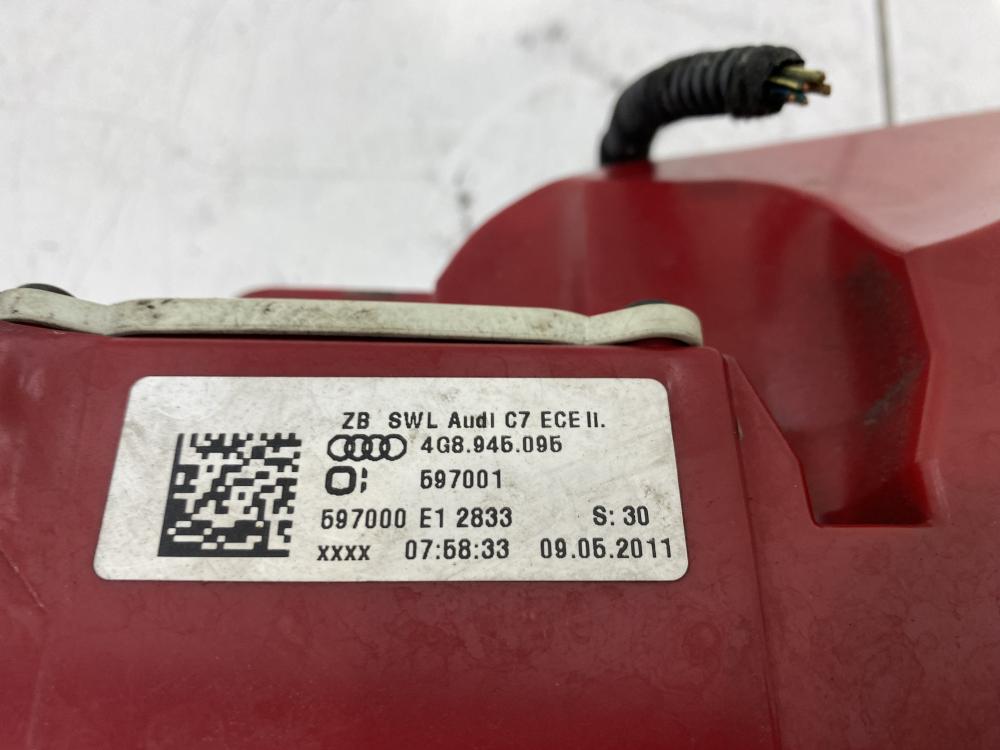 ZB SWL Audi C7 ECE II.
4G8.945.095
597001
597000 E1 2833 S: 30
xxxx 07:58:33 09.05.2011